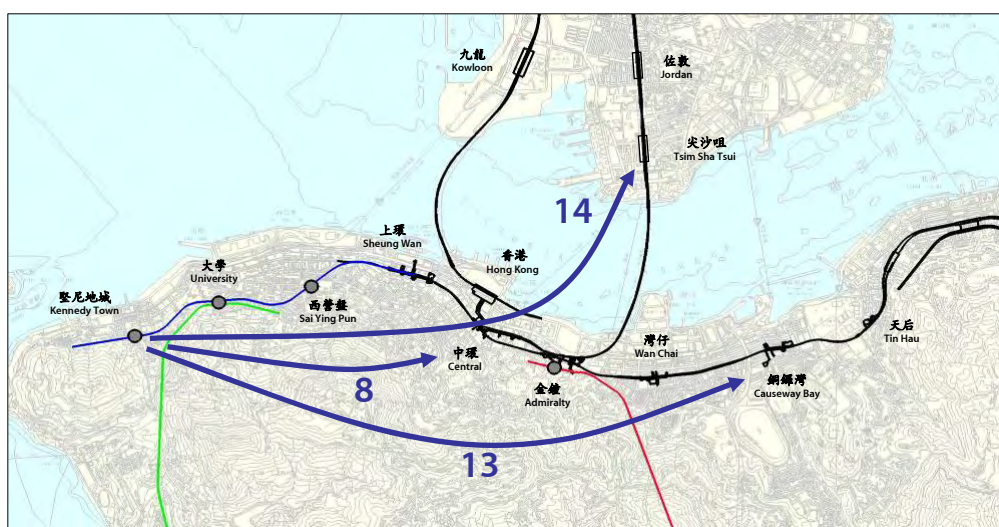 九龍
Kowloon
佐敦
Jordan
尖沙咀
Tsim Sha Tsui
14
上環
Sheung Wan
香港
Hong Kong
大學
University
堅尼地城
Kennedy Town
西營盤
Sai Ying Pun
天后
Tin Hau
灣仔
Wan Chai
中環
Central
金鐘
Admiralty
銅鑼灣
Causeway Bay
8
13